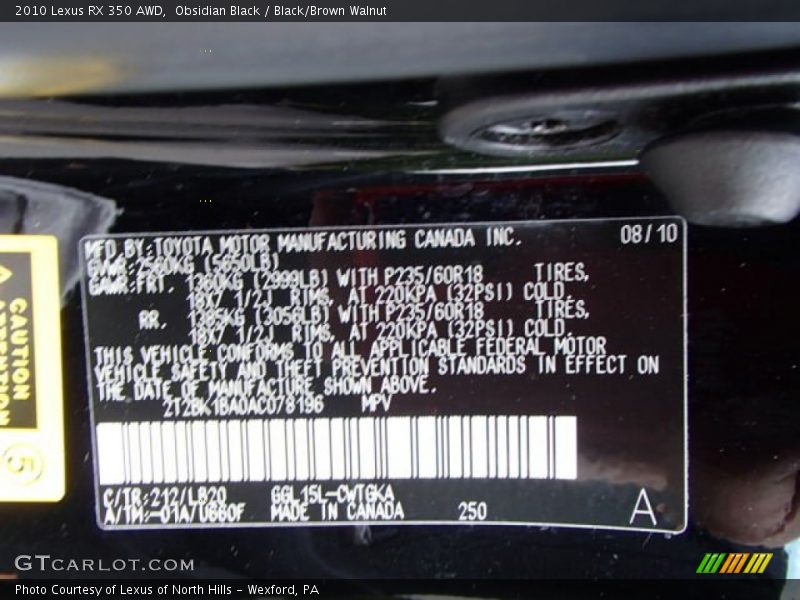 2010 Lexus RX 350 AWD,  Obsidian Black / Black/Brown Walnut
MFD BY:TOYOTA MOTOR MANUFACTURING CANADA INC. 08/10
GVWR:2560KG (5650LB)
GAWR:FRT. 1360KG (2999LB) WITH P235/60R18 TIRES,
18X7 1/2J RIMS, AT 220KPA (32PSI) COLD.
RR. 1385KG (3056LB) WITH P235/60R18 TIRES,
18X7 1/2J RIMS, AT 220KPA (32PSI) COLD.
THIS VEHICLE CONFORMS TO ALL APPLICABLE FEDERAL MOTOR
VEHICLE SAFETY AND THEFT PREVENTION STANDARDS IN EFFECT ON
THE DATE OF MANUFACTURE SHOWN ABOVE.
2T2BK1BA0AC078196 MPV
C/TR:212/LB20 GGL15L-CWTGKA
A/TM:-01A/U660F MADE IN CANADA 250 A
CAUTION
ATTENTION
5
GTCARLOT.COM
Photo Courtesy of Lexus of North Hills - Wexford, PA